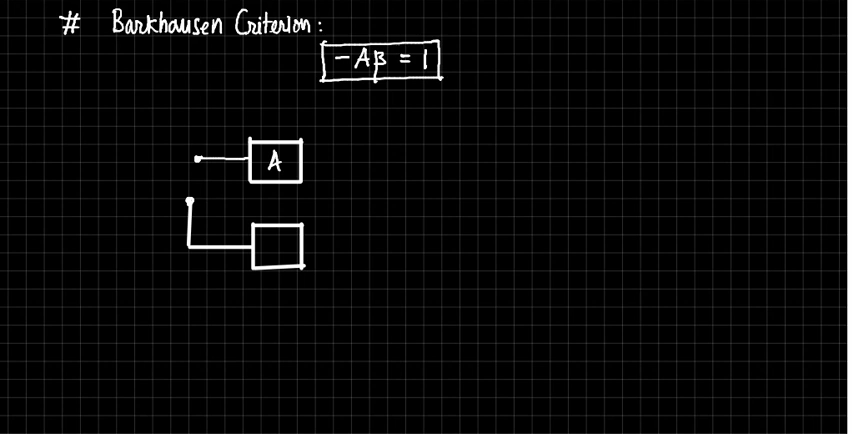 # Barkhausen Criterion :
-Aβ = 1
A